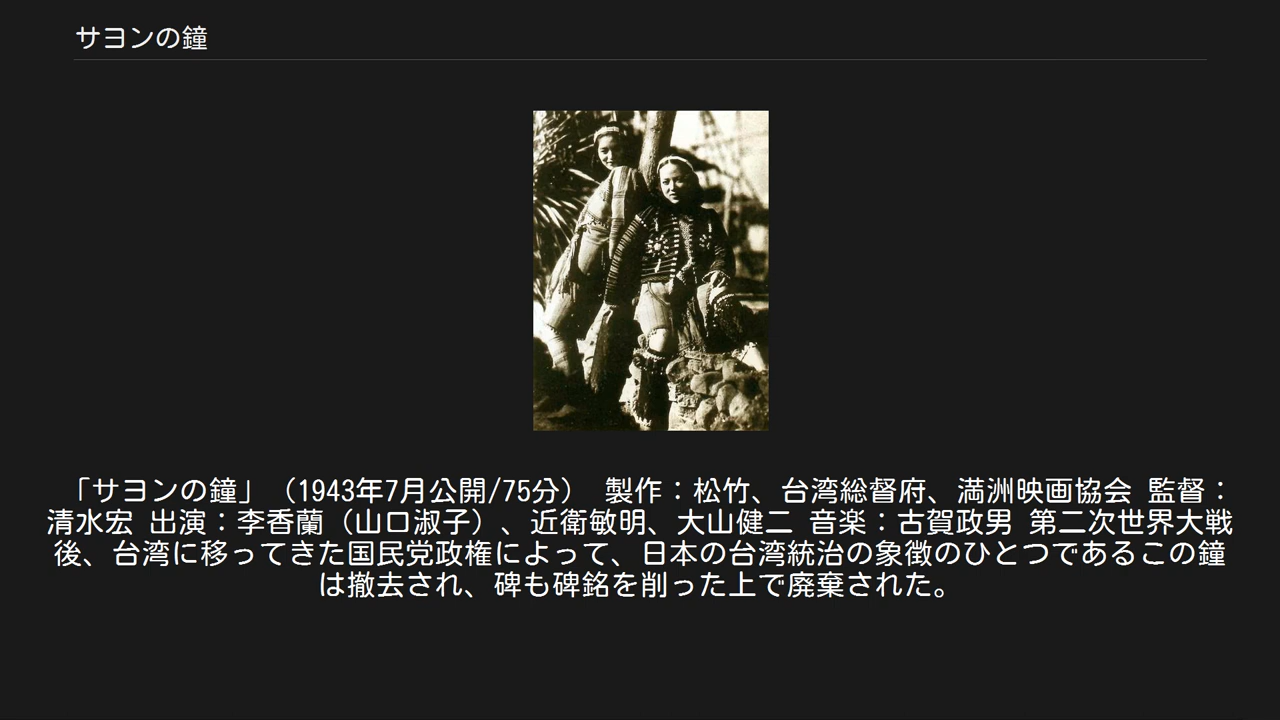 サヨンの鐘
「サヨンの鐘」（1943年7月公開/75分） 製作：松竹、台湾総督府、満洲映画協会 監督：
清水宏 出演：李香蘭（山口淑子）、近衛敏明、大山健二 音楽：古賀政男 第二次世界大戦
後、台湾に移ってきた国民党政権によって、日本の台湾統治の象徴のひとつであるこの鐘
は撤去され、碑も碑銘を削った上で廃棄された。